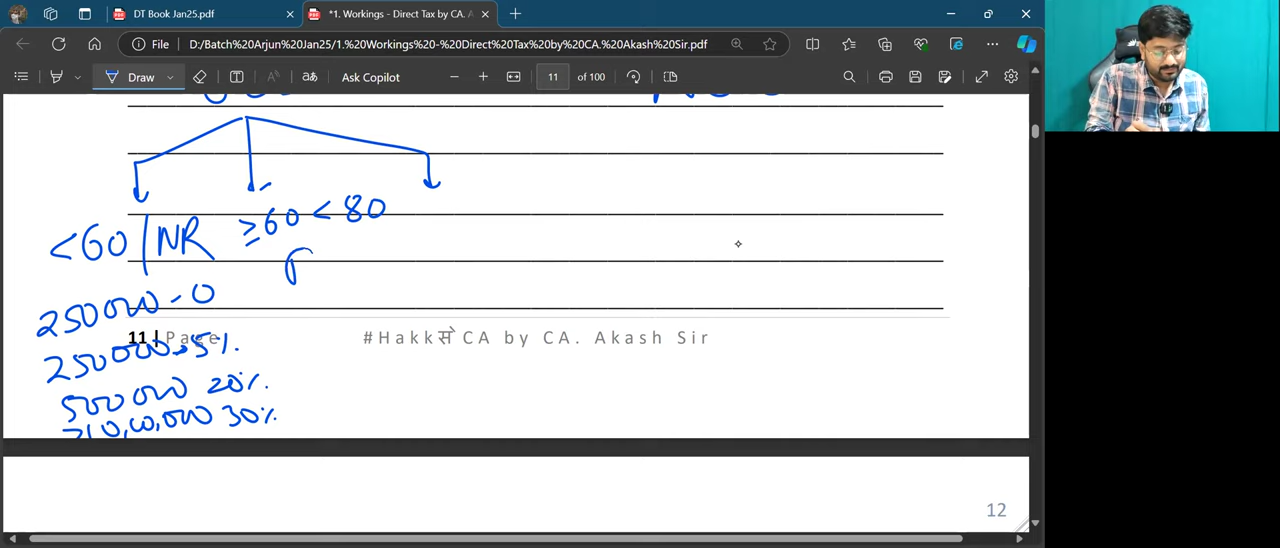 DT Book Jan25.pdf
*1. Workings - Direct Tax by CA. A
File
D:/Batch%20Arjun%20Jan25/1.%20Workings%20-%20Direct%20Tax%20by%20CA.%20Akash%20Sir.pdf
Draw
aあ
Ask Copilot
11 of 100
<60 | NR
≥60 < 80
250000 - 0
11 | Page
#Hakkसे CA by CA. Akash Sir
250000 - 5%
500000 20%
>10,00,000 30%
12